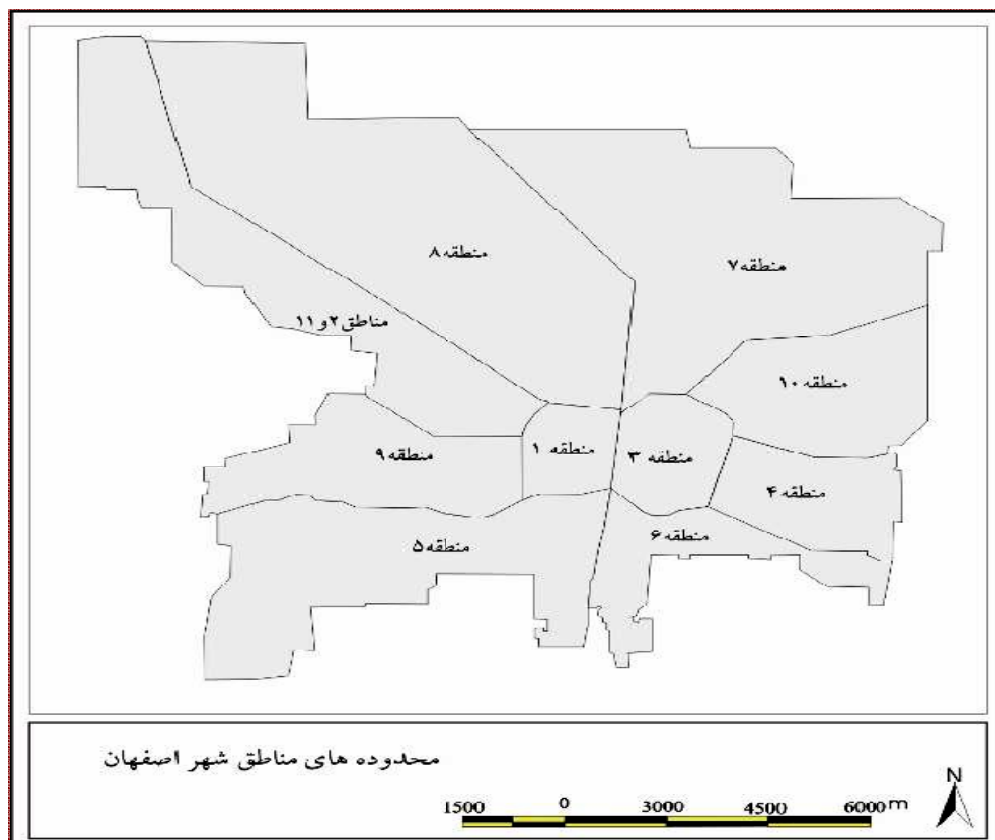 منطقه ۸
منطقه ۷
مناطق ۲ و ۱۱
منطقه ۱۰
منطقه ۱
منطقه ۳
منطقه ۹
منطقه ۴
منطقه ۶
منطقه ۵
محدوده های مناطق شهر اصفهان
N
1500 0 3000 4500 6000 m